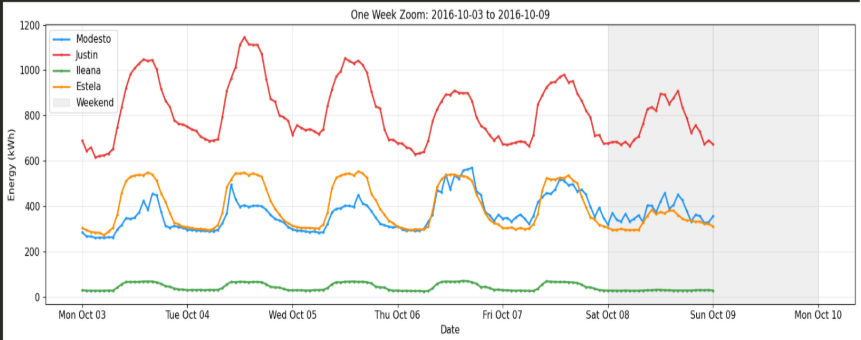 One Week Zoom: 2016-10-03 to 2016-10-09
Modesto
Justin
Ileana
Estela
Weekend
Energy (kWh)
1200
1000
800
600
400
200
0
Mon Oct 03 Tue Oct 04 Wed Oct 05 Thu Oct 06 Fri Oct 07 Sat Oct 08 Sun Oct 09 Mon Oct 10
Date